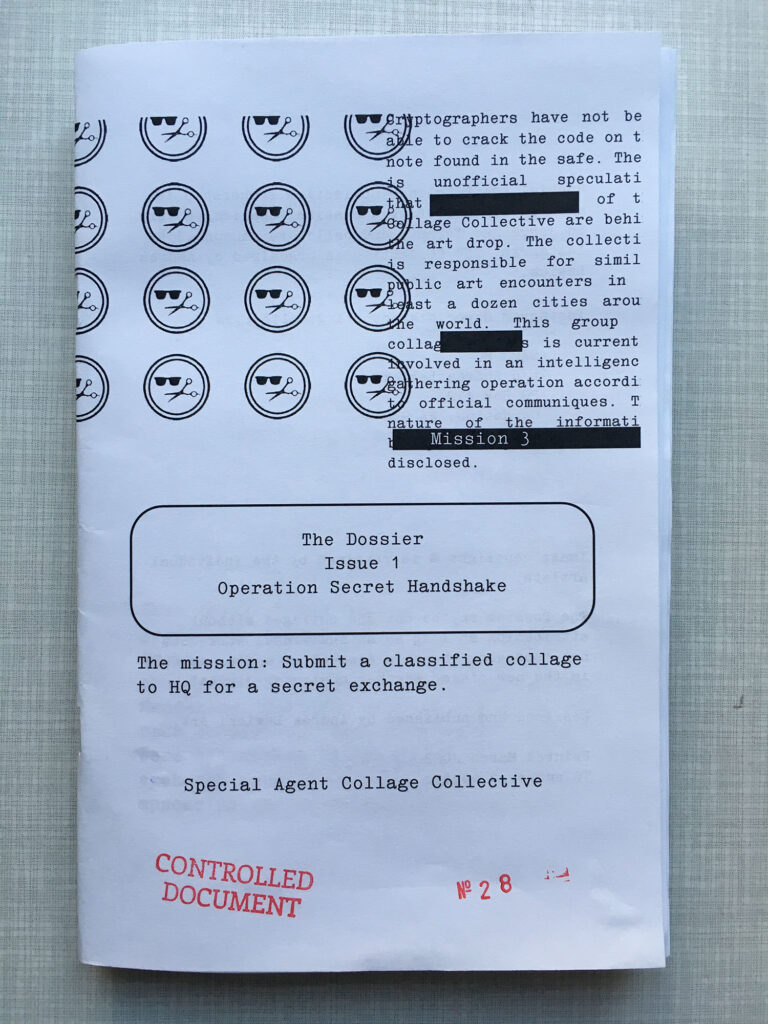 Cryptographers have not be
able to crack the code on t
note found in the safe. The
is unofficial speculati
that of t
Collage Collective are behi
the art drop. The collecti
is responsible for simil
public art encounters in
least a dozen cities arou
the world. This group
collag s is current
involved in an intelligenc
gathering operation accordi
to official communiques. T
nature of the informati
Mission 3
disclosed.
The Dossier
Issue 1
Operation Secret Handshake
The mission: Submit a classified collage
to HQ for a secret exchange.
Special Agent Collage Collective
CONTROLLED
DOCUMENT
№ 28